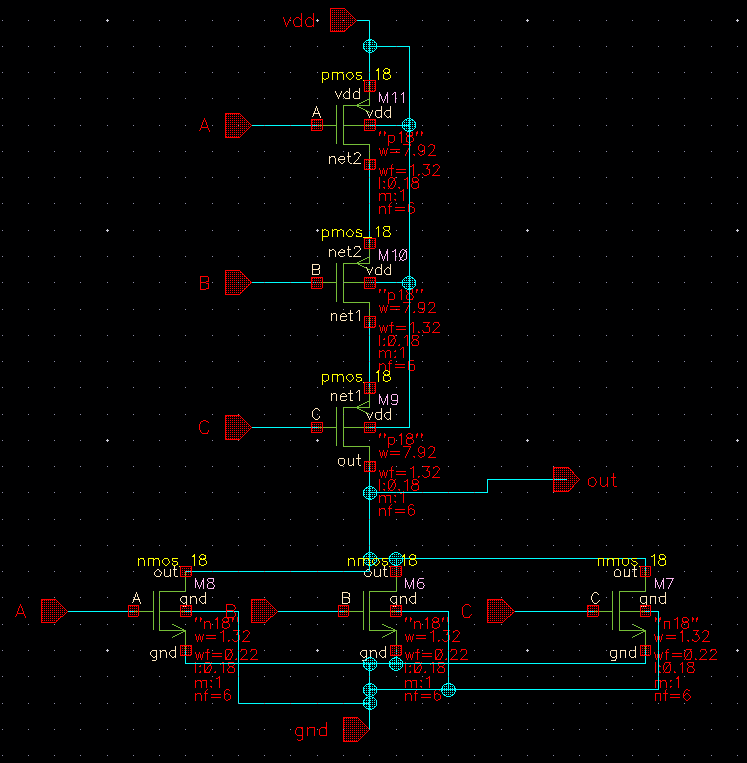 vdd
pmos_18
vdd
M11
A
A
vdd
"p18"
w=7.92
net2
wf=1.32
l:0.18
m:1
nf=6
pmos_18
net2
M10
B
B
vdd
"p18"
w=7.92
net1
wf=1.32
l:0.18
m:1
nf=6
pmos_18
net1
M9
C
C
vdd
"p18"
w=7.92
out
wf=1.32
l:0.18
m:1
nf=6
out
nmos_18
out
M8
A
A
gnd
"n18"
w=1.32
gnd
wf=0.22
l:0.18
m:1
nf=6
nmos_18
out
M6
B
B
gnd
"n18"
w=1.32
gnd
wf=0.22
l:0.18
m:1
nf=6
nmos_18
out
M7
C
C
gnd
"n18"
w=1.32
gnd
wf=0.22
l:0.18
m:1
nf=6
gnd